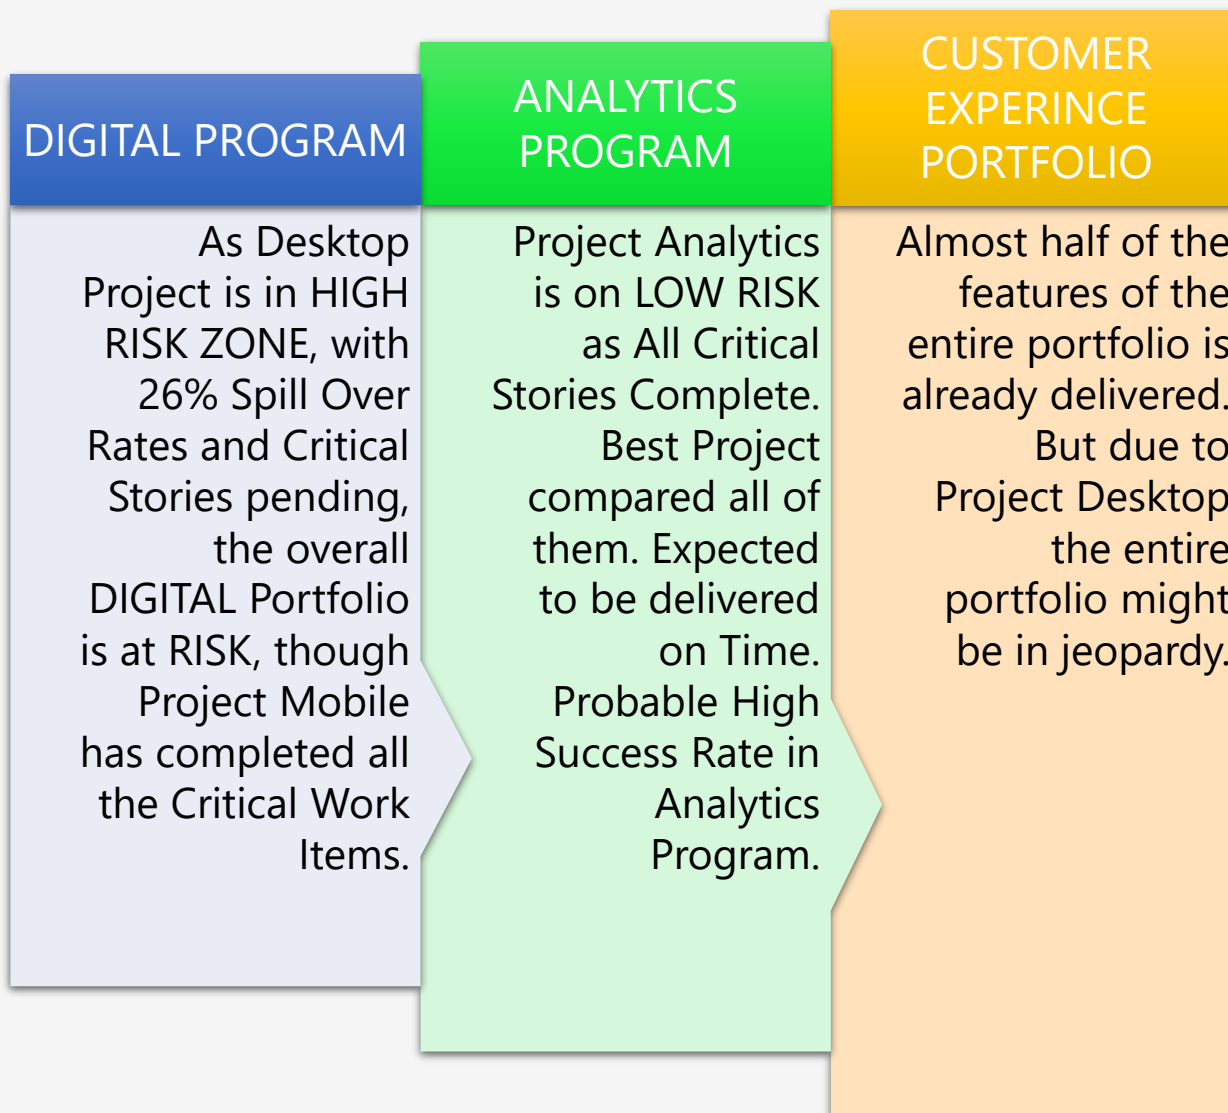 DIGITAL PROGRAM
As Desktop
Project is in HIGH
RISK ZONE, with
26% Spill Over
Rates and Critical
Stories pending,
the overall
DIGITAL Portfolio
is at RISK, though
Project Mobile
has completed all
the Critical Work
Items.
ANALYTICS
PROGRAM
Project Analytics
is on LOW RISK
as All Critical
Stories Complete.
Best Project
compared all of
them. Expected
to be delivered
on Time.
Probable High
Success Rate in
Analytics
Program.
CUSTOMER
EXPERINCE
PORTFOLIO
Almost half of the
features of the
entire portfolio is
already delivered.
But due to
Project Desktop
the entire
portfolio might
be in jeopardy.